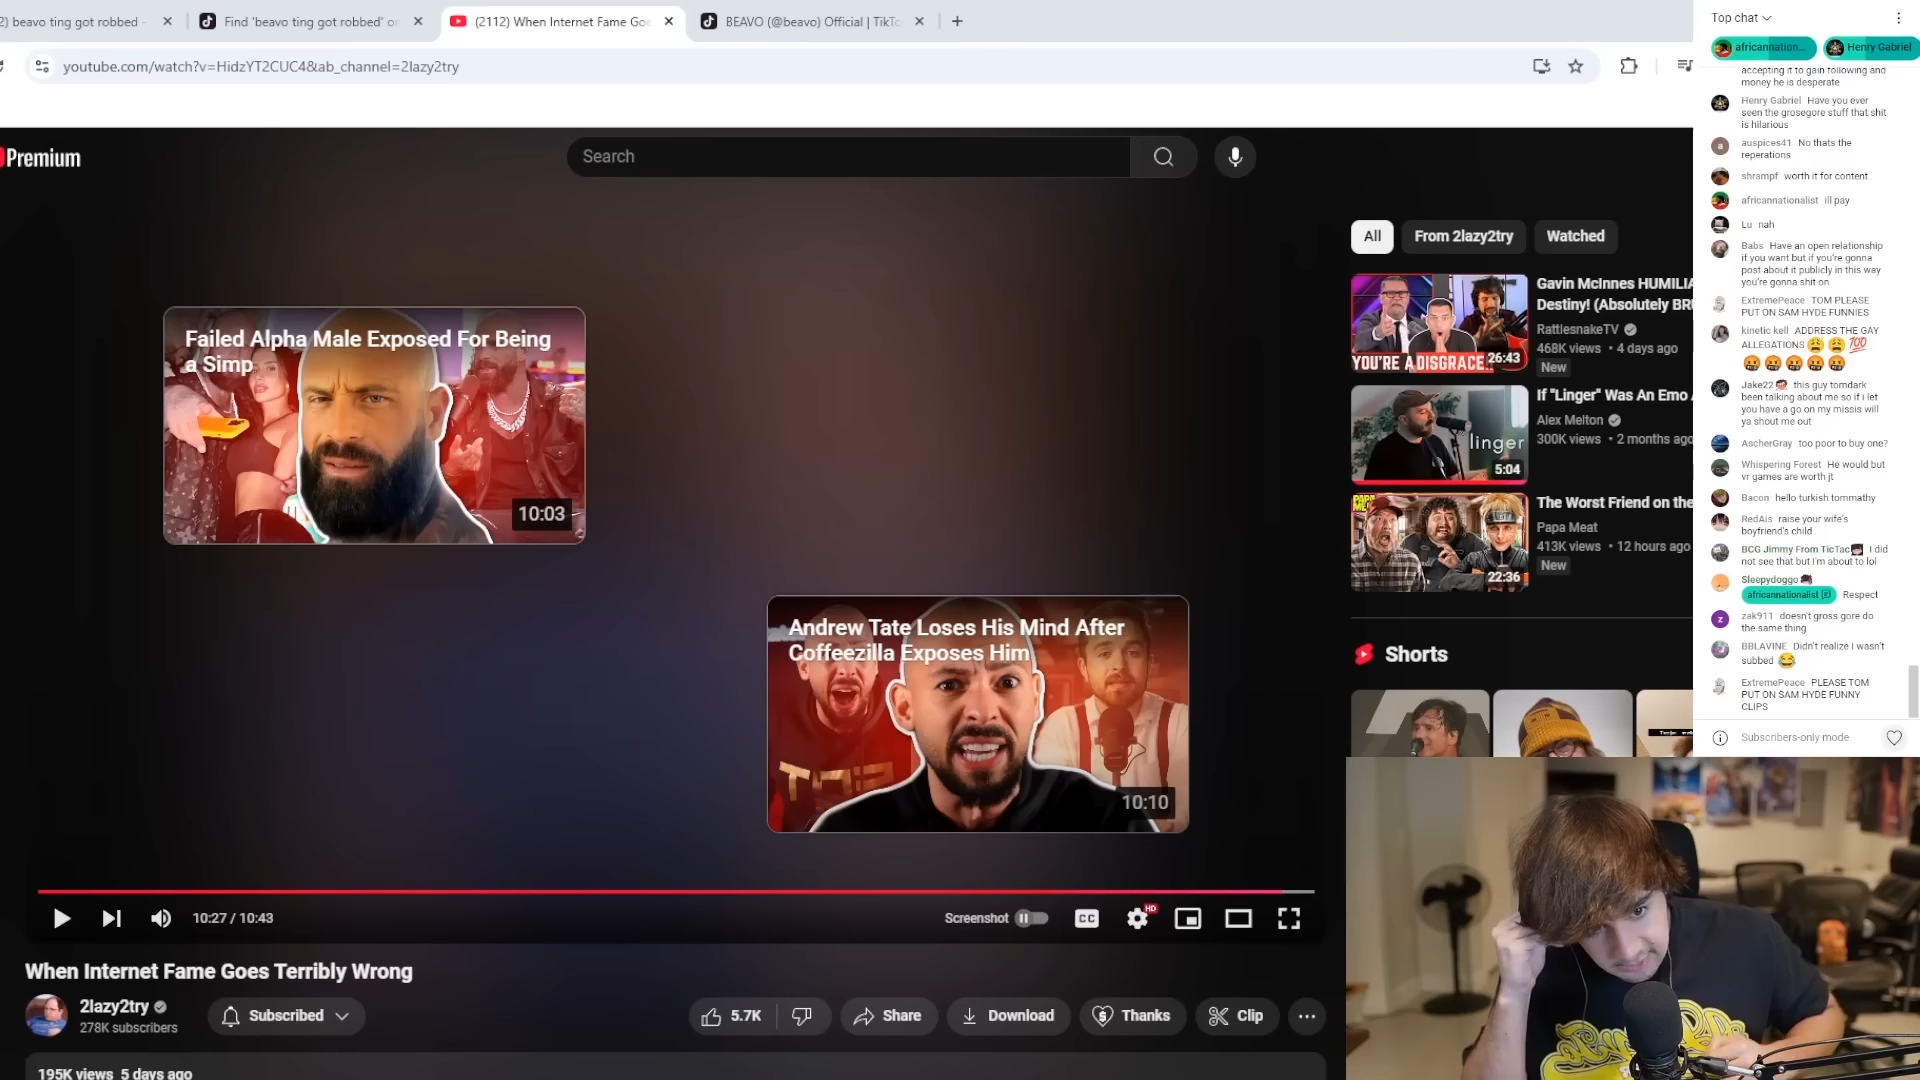 ) beavo ting got robbed -
Find 'beavo ting got robbed' o
(2112) When Internet Fame Goe
BEAVO (@beavo) Official | TikTo
youtube.com/watch?v=HidzYT2CUC4&ab_channel=2lazy2try
Premium
Search
Failed Alpha Male Exposed For Being
a Simp
10:03
Andrew Tate Loses His Mind After
Coffeezilla Exposes Him
10:10
10:27 / 10:43
Screenshot
CC
HD
When Internet Fame Goes Terribly Wrong
2lazy2try
278K subscribers
Subscribed
5.7K
Share
Download
Thanks
Clip
195K views 5 days ago
All
From 2lazy2try
Watched
Gavin McInnes HUMILIA
Destiny! (Absolutely BR
RattlesnakeTV
468K views • 4 days ago
New
YOU'RE A DISGRACE..
26:43
If "Linger" Was An Emo
Alex Melton
300K views • 2 months ago
linger
5:04
The Worst Friend on the
Papa Meat
413K views • 12 hours ago
New
22:36
Shorts
Top chat
africannation...
Henry Gabriel
accepting it to gain following and
money he is desperate
Henry Gabriel Have you ever
seen the grosegore stuff that shit
is hilarious
auspices41 No thats the
reperations
shrampf worth it for content
africannationalist ill pay
Lu nah
Babs Have an open relationship
if you want but if you're gonna
post about it publicly in this way
you're gonna shit on
ExtremePeace TOM PLEASE
PUT ON SAM HYDE FUNNIES
kinetic kell ADDRESS THE GAY
ALLEGATIONS 😩 😩 💯
🤬 🤬 🤬 🤬 🤬
Jake22 this guy tomdark
been talking about me so if i let
you have a go on my missis will
ya shout me out
AscherGray too poor to buy one?
Whispering Forest He would but
vr games are worth jt
Bacon hello turkish tommathy
RedAis raise your wife's
boyfriend's child
BCG Jimmy From TicTac I did
not see that but I'm about to lol
Sleepydoggo
africannationalist Respect
zak911 doesn't gross gore do
the same thing
BBLAVINE Didn't realize I wasn't
subbed 😂
ExtremePeace PLEASE TOM
PUT ON SAM HYDE FUNNY
CLIPS
Subscribers-only mode